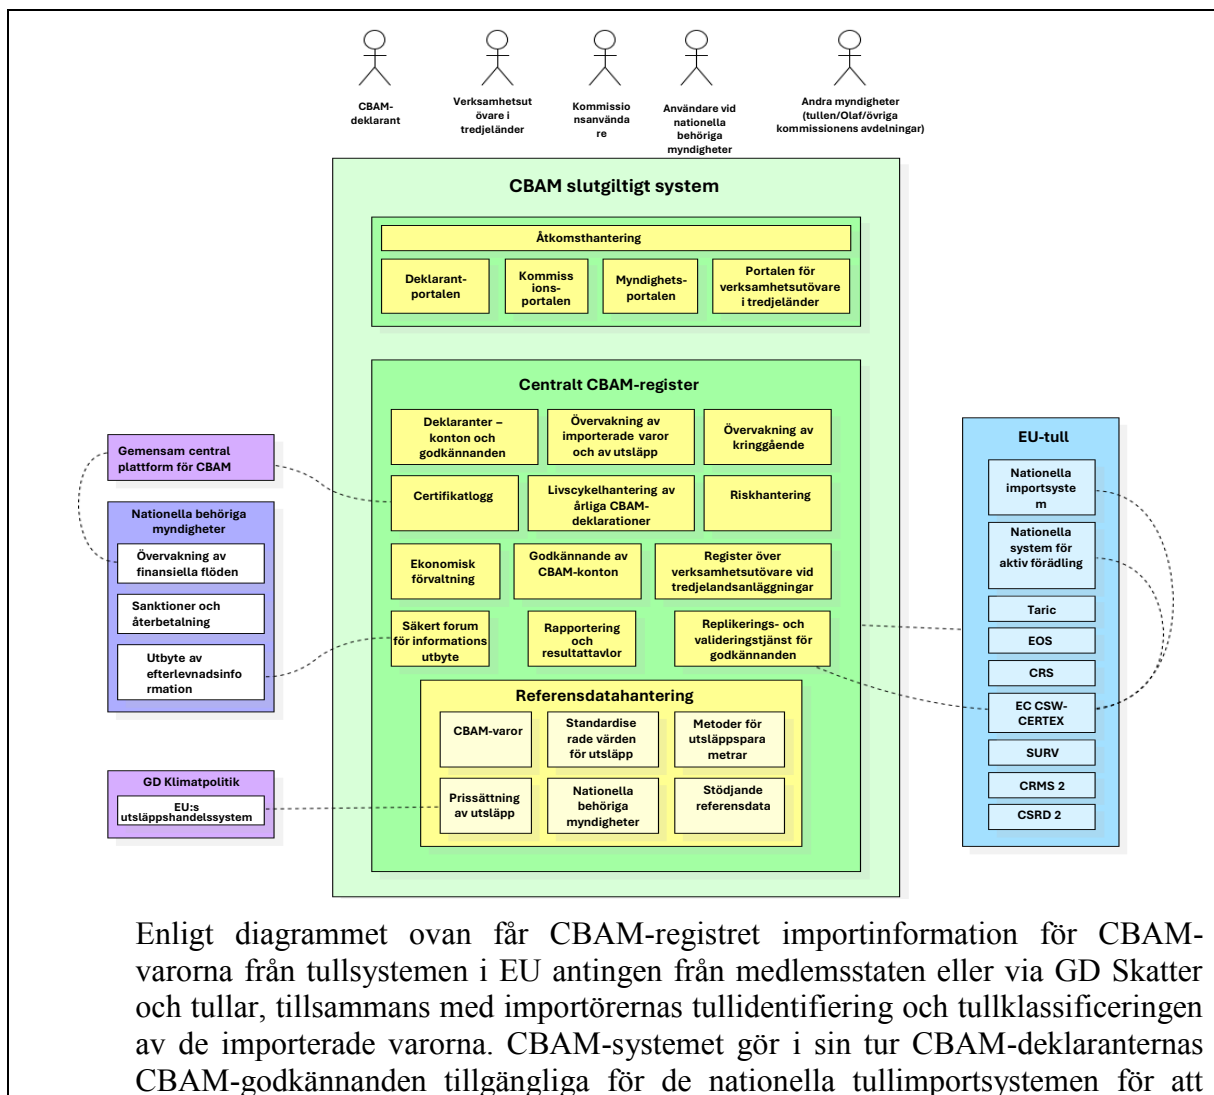 CBAM-
deklarant
Verksamhetsut
övare i
tredjeländer
Kommissio
nsanvända
re
Användare vid
nationella
behöriga
myndigheter
Andra myndigheter
(tullen/Olaf/övriga
kommissionens avdelningar)
CBAM slutgiltigt system
Åtkomsthantering
Deklarant-
portalen
Kommiss
ions-
portalen
Myndighets-
portalen
Portalen för
verksamhetsutövare
i tredjeländer
Centralt CBAM-register
Deklaranter –
konton och
godkännanden
Övervakning av
importerade varor
och av utsläpp
Övervakning av
kringgående
Certifikatlogg
Livscykelhantering av
årliga CBAM-
deklarationer
Riskhantering
Ekonomisk
förvaltning
Godkännande av
CBAM-konton
Register över
verksamhetsutövare vid
tredjelandsanläggningar
Säkert forum
för informations
utbyte
Rapportering
och
resultattavlor
Replikerings- och
valideringstjänst för
godkännanden
Referensdatahantering
CBAM-varor
Standardise
rade värden
för utsläpp
Metoder för
utsläppspara
metrar
Prissättning
av utsläpp
Nationella
behöriga
myndigheter
Stödjande
referensdata
Gemensam central
plattform för CBAM
Nationella behöriga
myndigheter
Övervakning av
finansiella flöden
Sanktioner och
återbetalning
Utbyte av
efterlevnadsinfo
rmation
GD Klimatpolitik
EU:s
utsläppshandelssystem
EU-tull
Nationella
importsyste
m
Nationella
system för
aktiv förädling
Taric
EOS
CRS
EC CSW-
CERTEX
SURV
CRMS 2
CSRD 2
Enligt diagrammet ovan får CBAM-registret importinformation för CBAM-
varorna från tullsystemen i EU antingen från medlemsstaten eller via GD Skatter
och tullar, tillsammans med importörernas tullidentifiering och tullklassificeringen
av de importerade varorna. CBAM-systemet gör i sin tur CBAM-deklaranternas
CBAM-godkännanden tillgängliga för de nationella tullimportsystemen för att